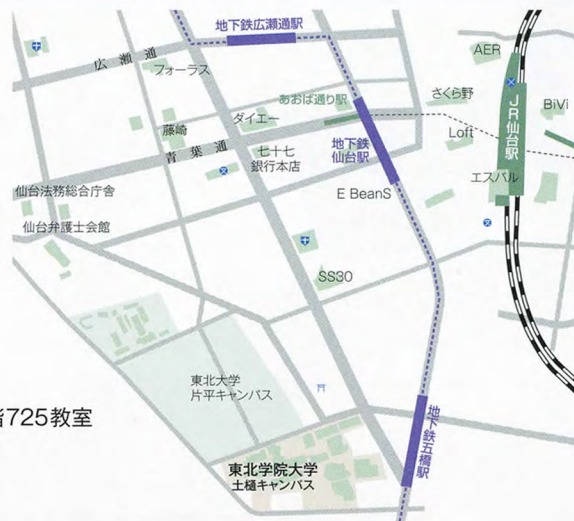 地下鉄広瀬通駅
広瀬通
フォーラス
AER
あおば通り駅
さくら野
BiVi
藤崎
ダイエー
JR仙台駅
青葉通
七十七
銀行本店
地下鉄
仙台駅
Loft
エスパル
仙台法務総合庁舎
E BeanS
仙台弁護士会館
SS30
東北大学
片平キャンパス
階725教室
地下鉄五橋駅
東北学院大学
土樋キャンパス